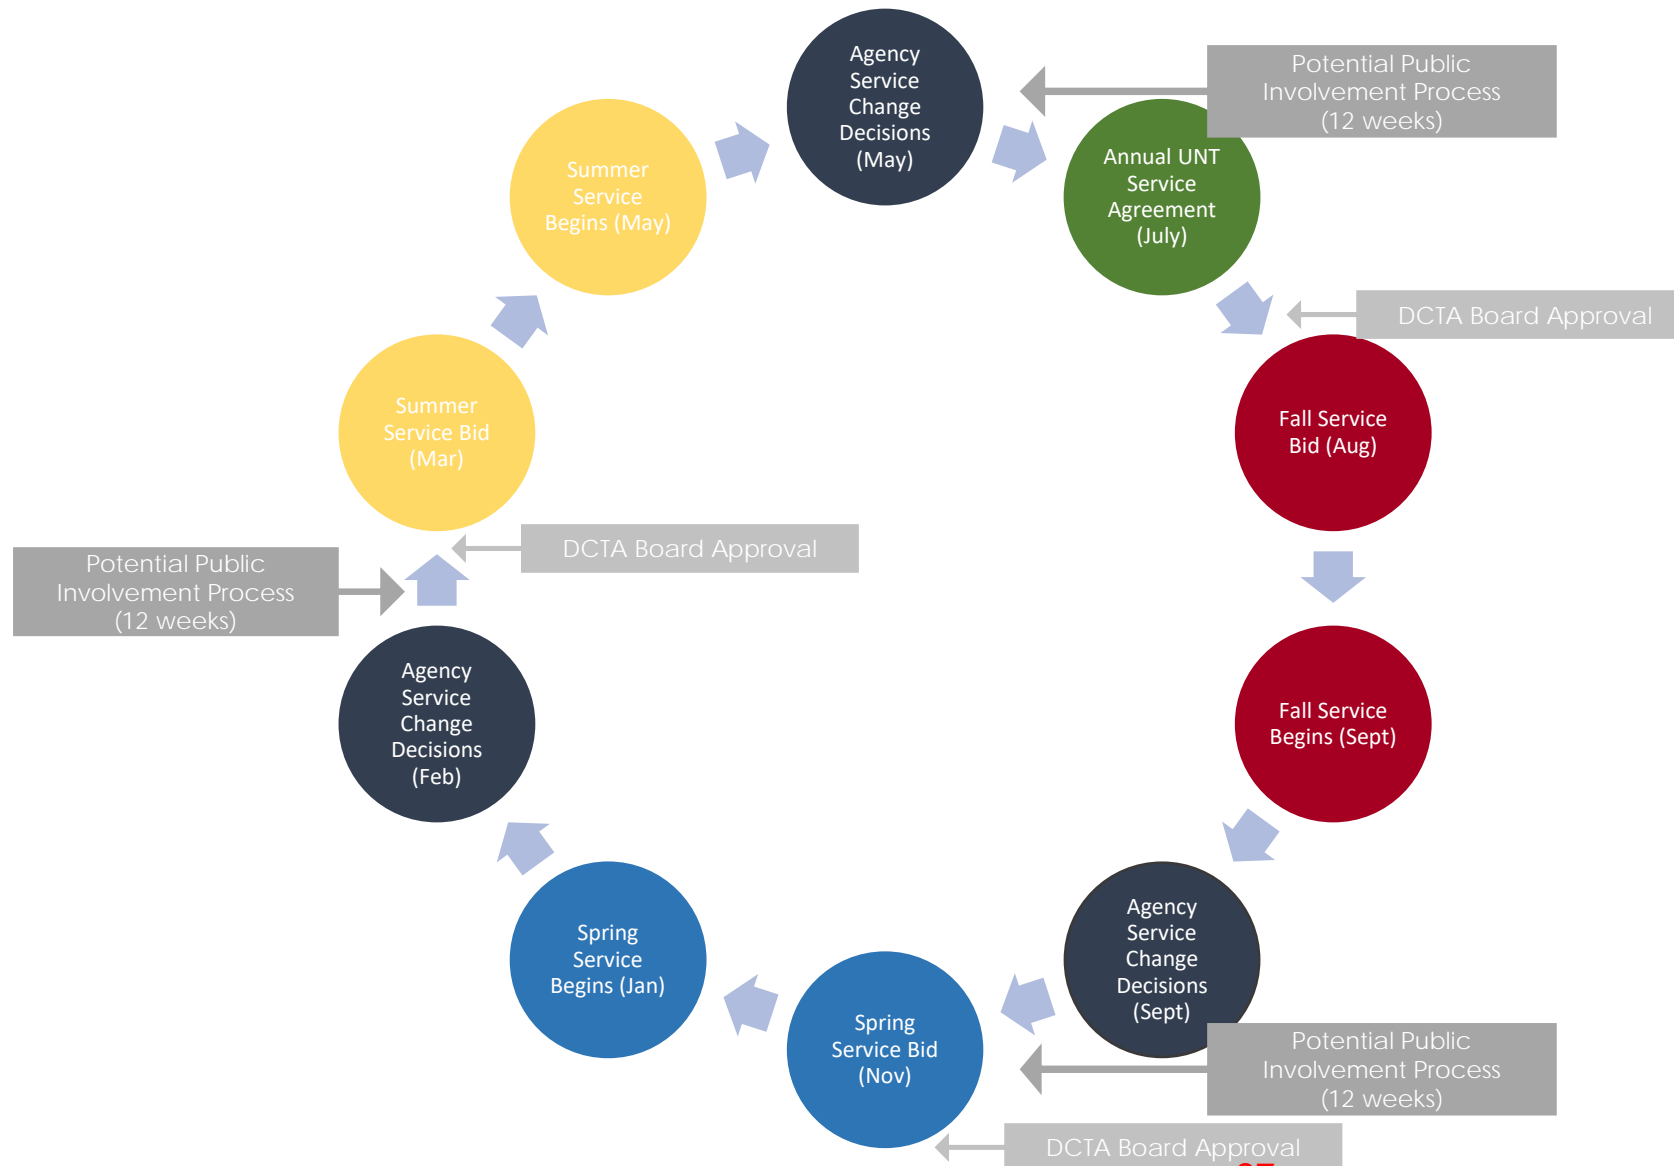 Agency
Service
Change
Decisions
(May)
Potential Public
Involvement Process
(12 weeks)
Annual UNT
Service
Agreement
(July)
DCTA Board Approval
Fall Service
Bid (Aug)
Fall Service
Begins (Sept)
Agency
Service
Change
Decisions
(Sept)
Potential Public
Involvement Process
(12 weeks)
Spring
Service Bid
(Nov)
DCTA Board Approval
Spring
Service
Begins (Jan)
Agency
Service
Change
Decisions
(Feb)
Potential Public
Involvement Process
(12 weeks)
DCTA Board Approval
Summer
Service Bid
(Mar)
Summer
Service
Begins (May)